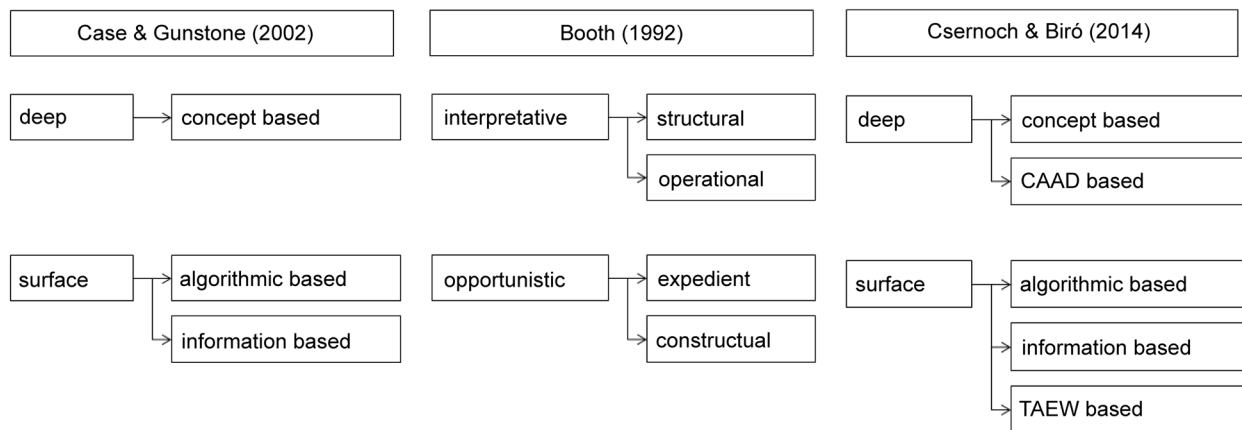 Case & Gunstone (2002)
deep
concept based
surface
algorithmic based
information based
Booth (1992)
interpretative
structural
operational
opportunistic
expedient
constructual
Csernoch & Biró (2014)
deep
concept based
CAAD based
surface
algorithmic based
information based
TAEW based